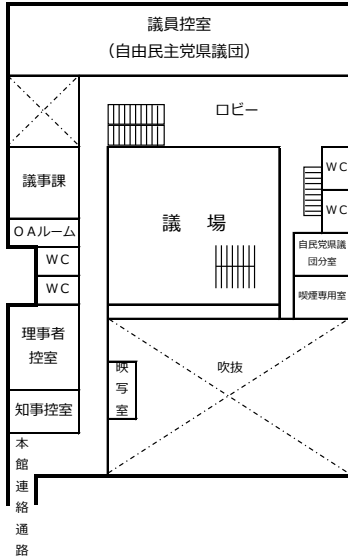 議員控室
（自由民主党県議団）
ロビー
議事課
議　場
ＷＣ
ＷＣ
ＯＡルーム
自民党県議
団分室
ＷＣ
ＷＣ
喫煙専用室
理事者
控室
映写室
吹抜
知事控室
本館連絡通路